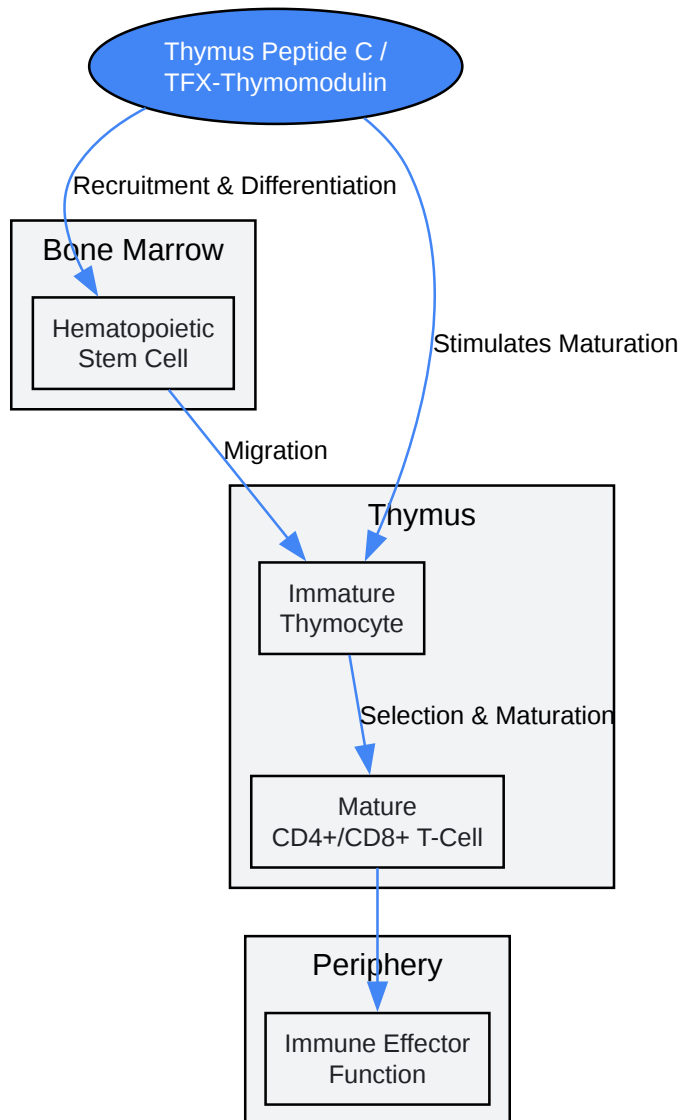 Thymus Peptide C /
TFX-Thymomodulin
Recruitment & Differentiation
Bone Marrow
Hematopoietic
Stem Cell
Stimulates Maturation
Migration
Thymus
Immature
Thymocyte
Selection & Maturation
Mature
CD4+/CD8+ T-Cell
Periphery
Immune Effector
Function